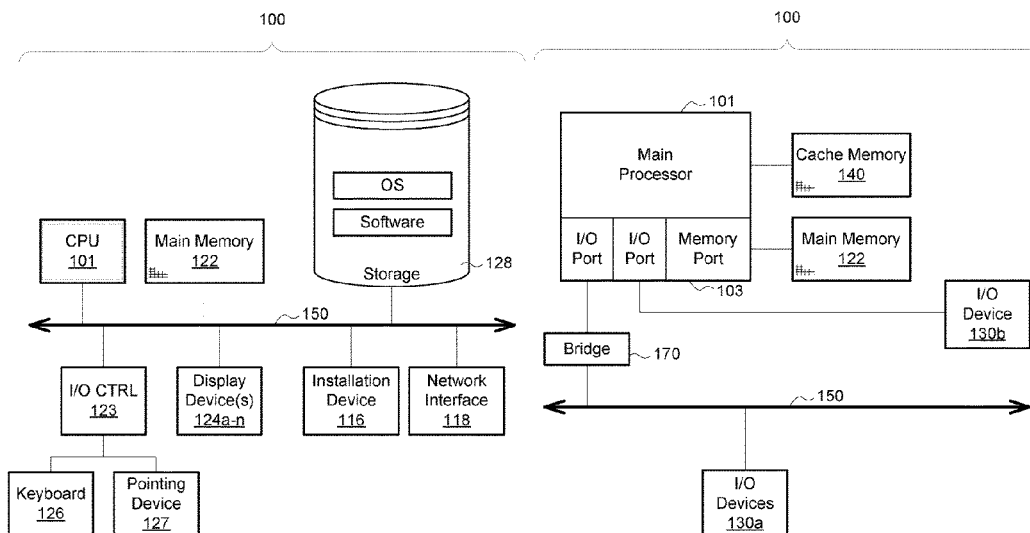 100
OS
Software
Storage
128
CPU
101
Main Memory
122
150
I/O CTRL
123
Display
Device(s)
124a-n
Installation
Device
116
Network
Interface
118
Keyboard
126
Pointing
Device
127
100
101
Main
Processor
Cache Memory
140
I/O
Port
I/O
Port
Memory
Port
Main Memory
122
103
I/O
Device
130b
Bridge
170
150
I/O
Devices
130a